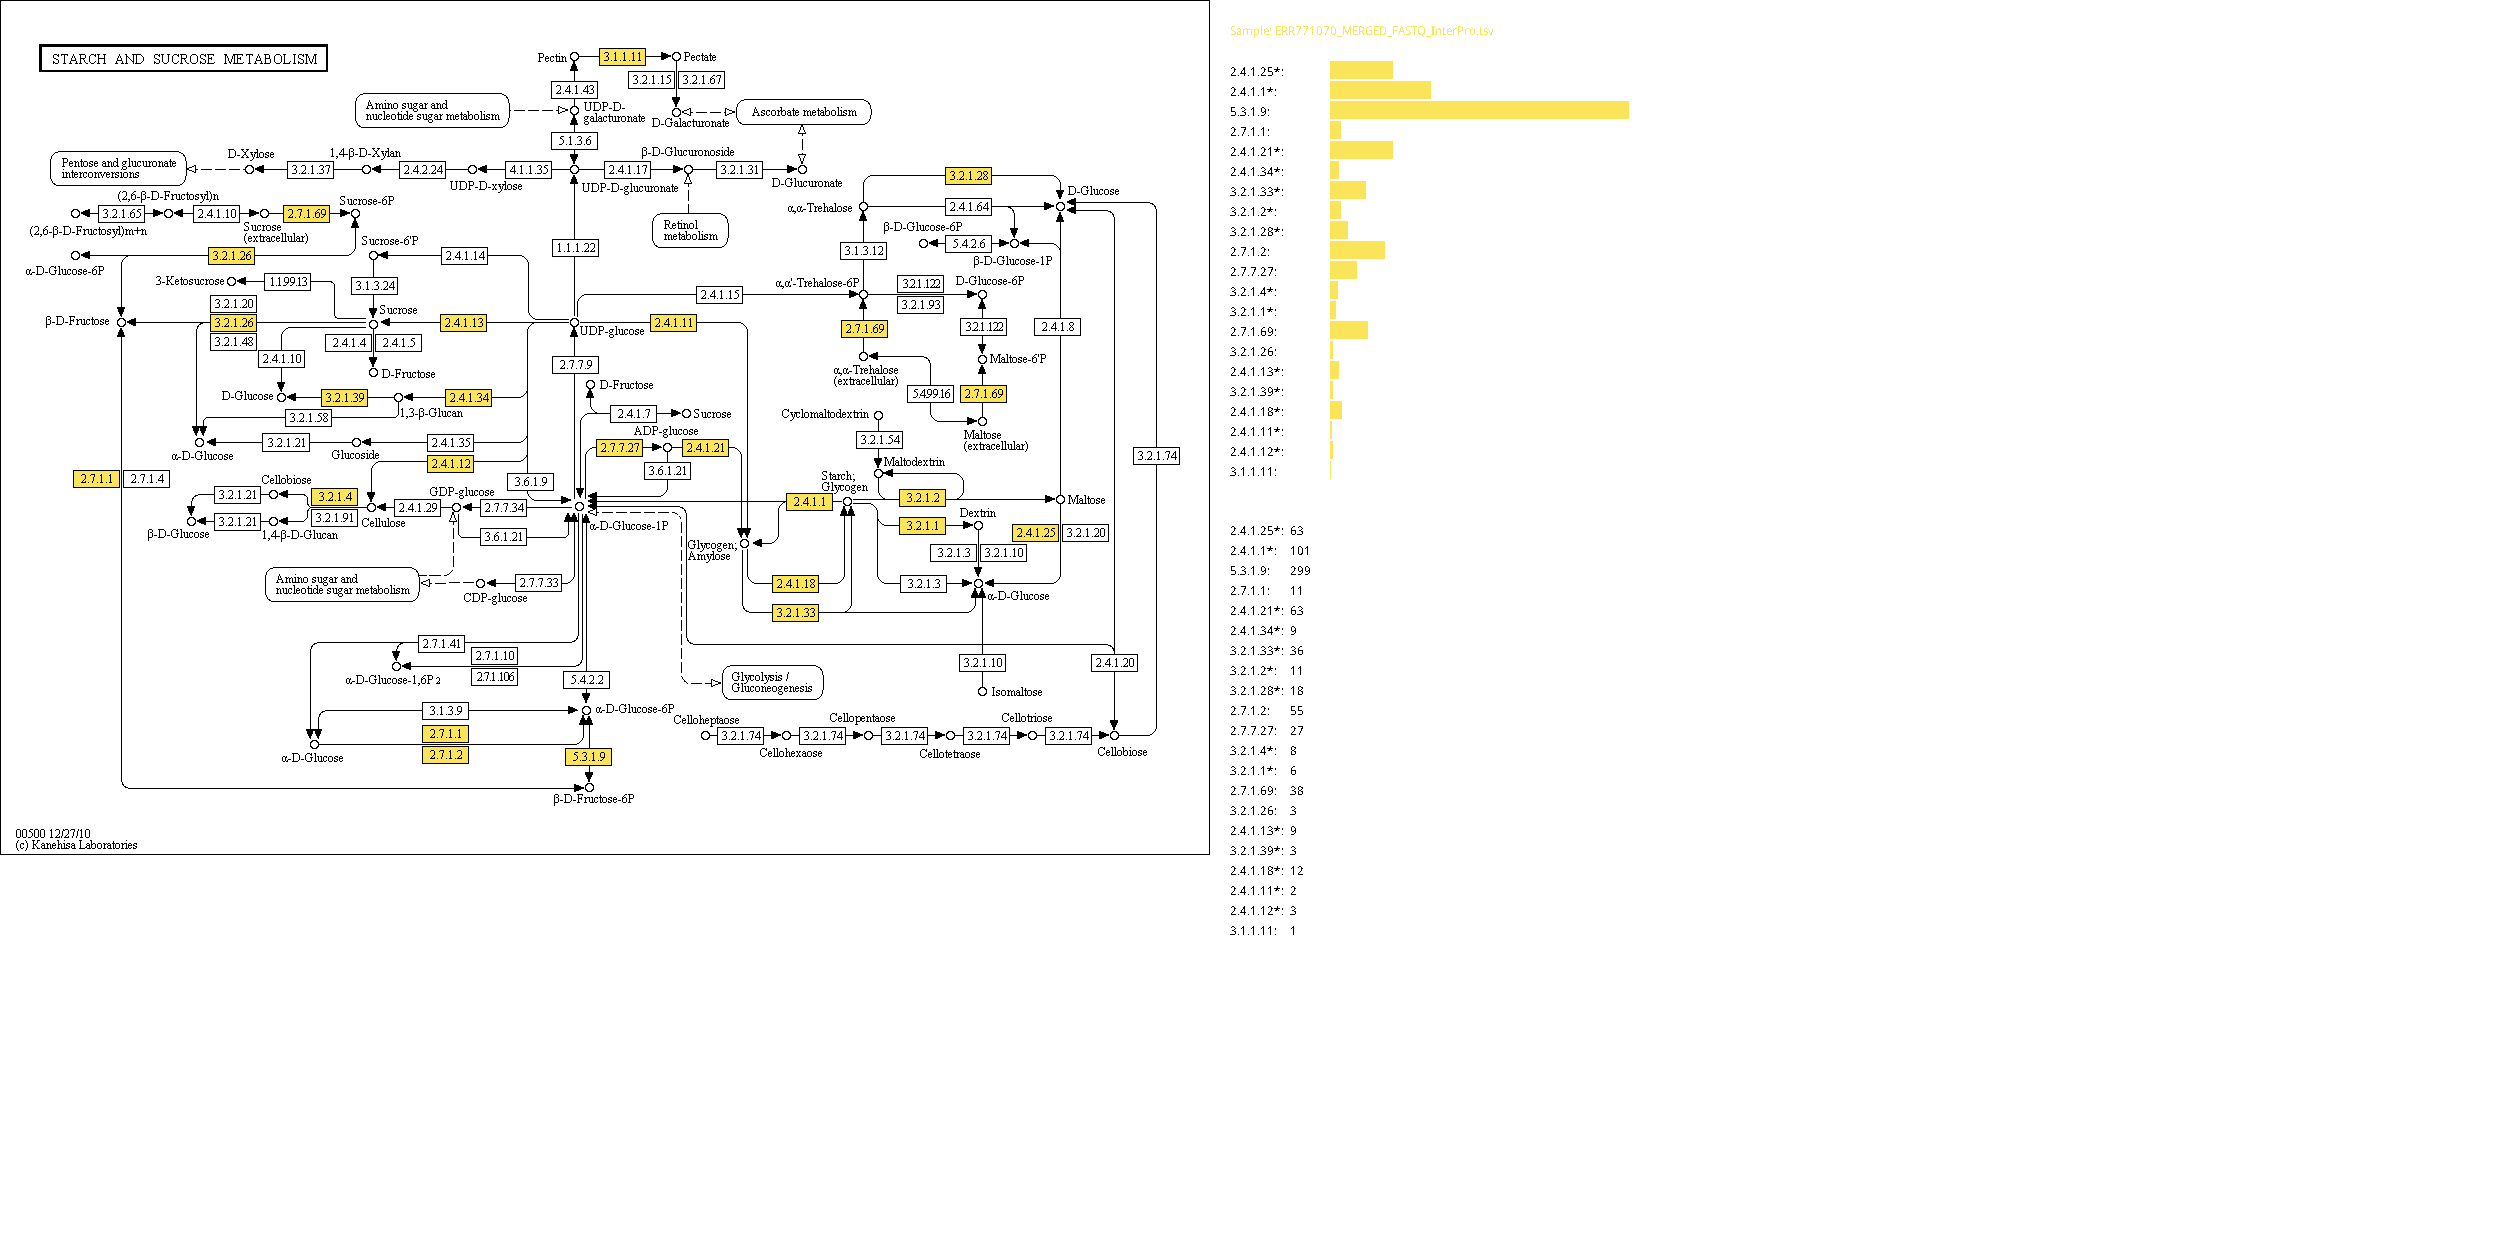 STARCH AND SUCROSE METABOLISM
Pectin
3.1.1.11
Pectate
3.2.1.15
3.2.1.67
2.4.1.43
Amino sugar and
nucleotide sugar metabolism
UDP-D-
galacturonate
D-Galacturonate
Ascorbate metabolism
5.1.3.6
D-Xylose
1,4-β-D-Xylan
β-D-Glucuronoside
Pentose and glucuronate
interconversions
3.2.1.37
2.4.2.24
4.1.1.35
2.4.1.17
3.2.1.31
UDP-D-xylose
UDP-D-glucuronate
D-Glucuronate
3.2.1.28
D-Glucose
(2,6-β-D-Fructosyl)n
Sucrose-6P
3.2.1.65
2.4.1.10
2.7.1.69
(2,6-β-D-Fructosyl)m+n
Sucrose
(extracellular)
Retinol
metabolism
α,α-Trehalose
2.4.1.64
β-D-Glucose-6P
5.4.2.6
β-D-Glucose-1P
Sucrose-6'P
1.1.1.22
3.1.3.12
3.2.1.26
2.4.1.14
α-D-Glucose-6P
3-Ketosucrose
1.1.99.13
3.1.3.24
α,α'-Trehalose-6P
3.2.1.122
D-Glucose-6P
2.4.1.15
3.2.1.93
3.2.1.20
Sucrose
β-D-Fructose
3.2.1.26
2.4.1.13
UDP-glucose
2.4.1.11
2.7.1.69
3.2.1.122
2.4.1.8
3.2.1.48
2.4.1.4
2.4.1.5
2.4.1.10
2.7.7.9
Maltose-6'P
D-Fructose
α,α-Trehalose
(extracellular)
D-Fructose
5.4.99.16
2.7.1.69
D-Glucose
3.2.1.39
2.4.1.34
1,3-β-Glucan
3.2.1.58
2.4.1.7
Sucrose
Cyclomaltodextrin
Maltose
(extracellular)
ADP-glucose
3.2.1.54
3.2.1.21
2.4.1.35
2.7.7.27
2.4.1.21
α-D-Glucose
Glucoside
3.2.1.74
2.4.1.12
3.6.1.21
Maltodextrin
2.7.1.1
2.7.1.4
Cellobiose
3.6.1.9
Starch;
Glycogen
3.2.1.21
3.2.1.4
GDP-glucose
2.4.1.1
3.2.1.2
Maltose
3.2.1.21
3.2.1.91
2.4.1.29
2.7.7.34
β-D-Glucose
1,4-β-D-Glucan
Cellulose
α-D-Glucose-1P
3.2.1.1
Dextrin
2.4.1.25
3.2.1.20
3.6.1.21
Glycogen;
Amylose
3.2.1.3
3.2.1.10
Amino sugar and
nucleotide sugar metabolism
2.7.7.33
2.4.1.18
3.2.1.3
CDP-glucose
α-D-Glucose
3.2.1.33
2.7.1.41
2.7.1.10
3.2.1.10
2.4.1.20
α-D-Glucose-1,6P2
2.7.1.106
5.4.2.2
Glycolysis /
Gluconeogenesis
Isomaltose
3.1.3.9
α-D-Glucose-6P
Celloheptaose
Cellopentaose
Cellotriose
2.7.1.1
3.2.1.74
3.2.1.74
3.2.1.74
3.2.1.74
3.2.1.74
α-D-Glucose
2.7.1.2
5.3.1.9
Cellohexaose
Cellotetraose
Cellobiose
β-D-Fructose-6P
00500 12/27/10
(c) Kanehisa Laboratories
Sample: ERR771070_MERGED_FASTQ_InterPro.tsv
2.4.1.25*:
2.4.1.1*:
5.3.1.9:
2.7.1.1:
2.4.1.21*:
2.4.1.34*:
3.2.1.33*:
3.2.1.2*:
3.2.1.28*:
2.7.1.2:
2.7.7.27:
3.2.1.4*:
3.2.1.1*:
2.7.1.69:
3.2.1.26:
2.4.1.13*:
3.2.1.39*:
2.4.1.18*:
2.4.1.11*:
2.4.1.12*:
3.1.1.11:
2.4.1.25*: 63
2.4.1.1*: 101
5.3.1.9: 299
2.7.1.1: 11
2.4.1.21*: 63
2.4.1.34*: 9
3.2.1.33*: 36
3.2.1.2*: 11
3.2.1.28*: 18
2.7.1.2: 55
2.7.7.27: 27
3.2.1.4*: 8
3.2.1.1*: 6
2.7.1.69: 38
3.2.1.26: 3
2.4.1.13*: 9
3.2.1.39*: 3
2.4.1.18*: 12
2.4.1.11*: 2
2.4.1.12*: 3
3.1.1.11: 1